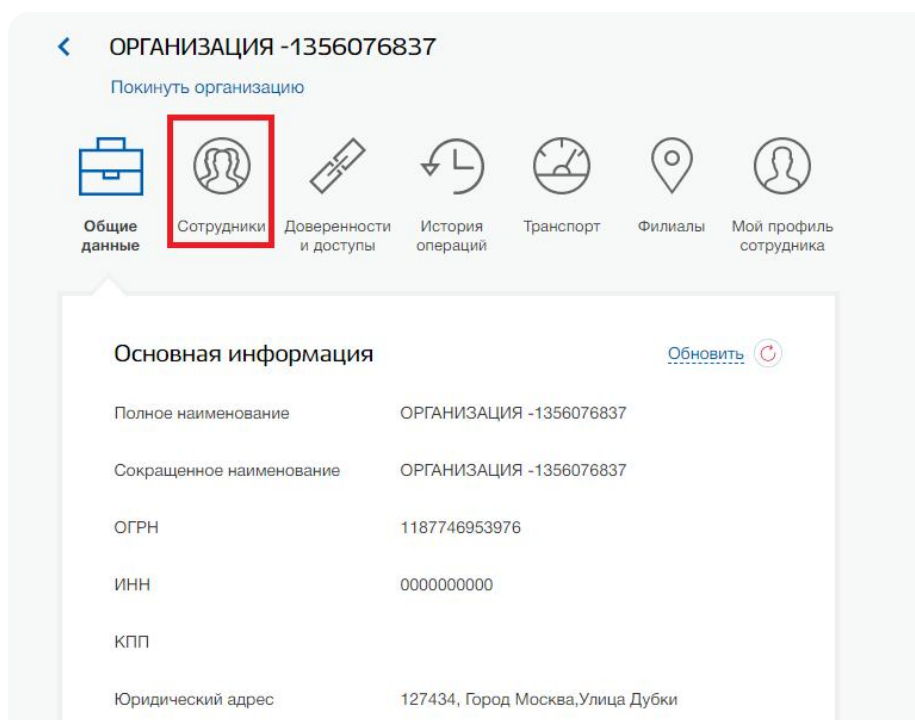 ОРГАНИЗАЦИЯ -1356076837
Покинуть организацию
Общие данные
Сотрудники
Доверенности и доступы
История операций
Транспорт
Филиалы
Мой профиль сотрудника
Основная информация
Обновить
Полное наименование ОРГАНИЗАЦИЯ -1356076837
Сокращенное наименование ОРГАНИЗАЦИЯ -1356076837
ОГРН 1187746953976
ИНН 0000000000
КПП
Юридический адрес 127434, Город Москва,Улица Дубки